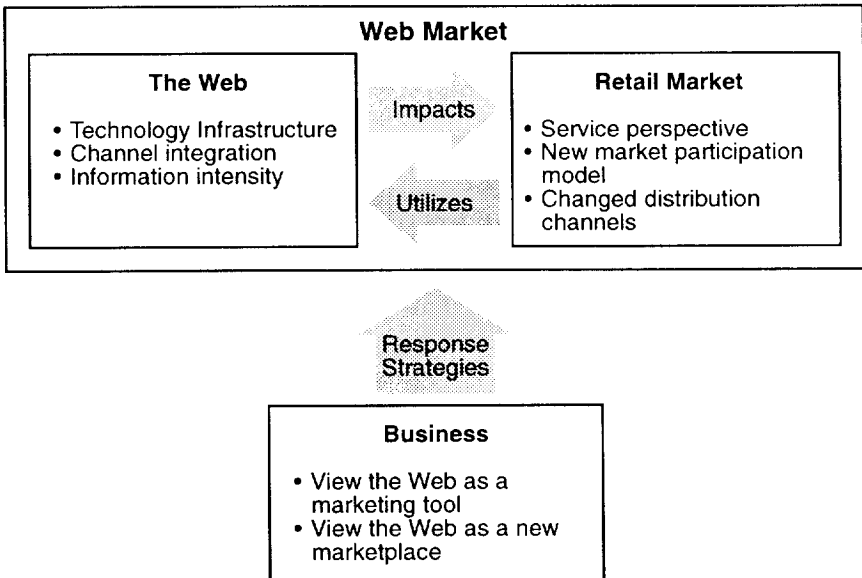 Web Market
The Web
• Technology Infrastructure
• Channel integration
• Information intensity
Impacts
Utilizes
Retail Market
• Service perspective
• New market participation
model
• Changed distribution
channels
Response
Strategies
Business
• View the Web as a
marketing tool
• View the Web as a new
marketplace